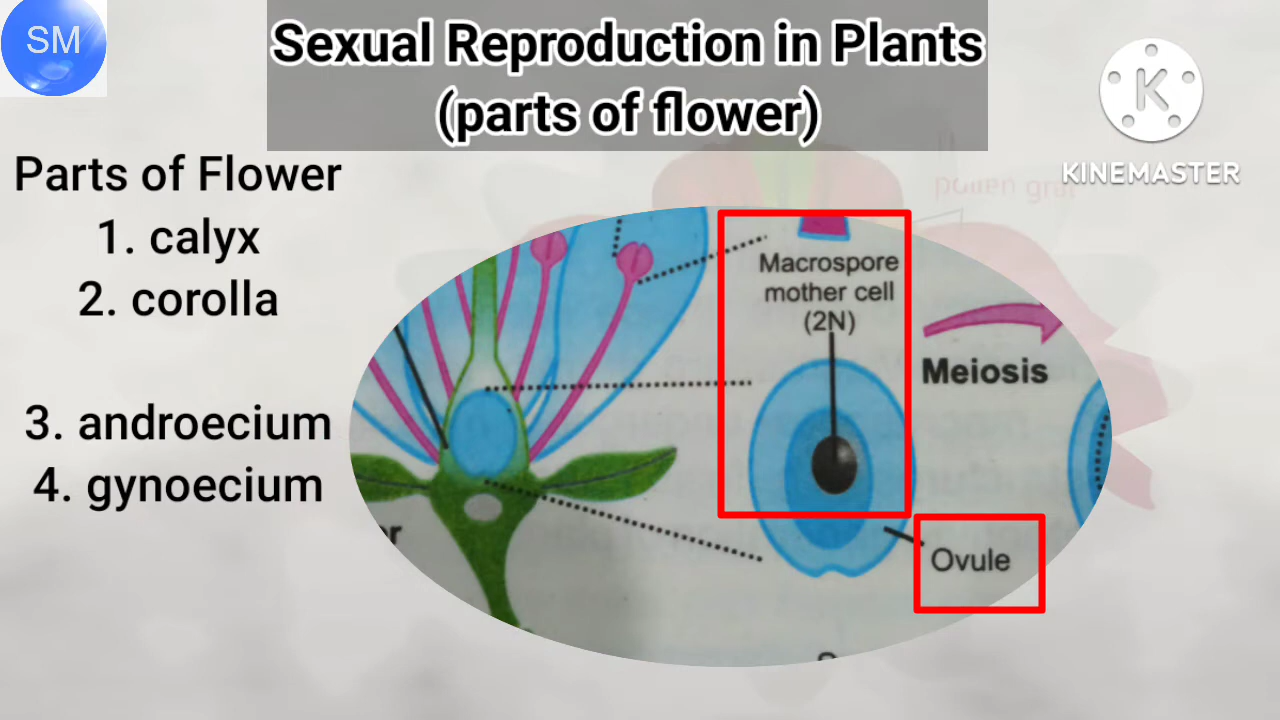 SM
Sexual Reproduction in Plants
(parts of flower)
K
KINEMASTER
Parts of Flower
1. calyx
2. corolla
3. androecium
4. gynoecium
Macrospore
mother cell
(2N)
Meiosis
Ovule